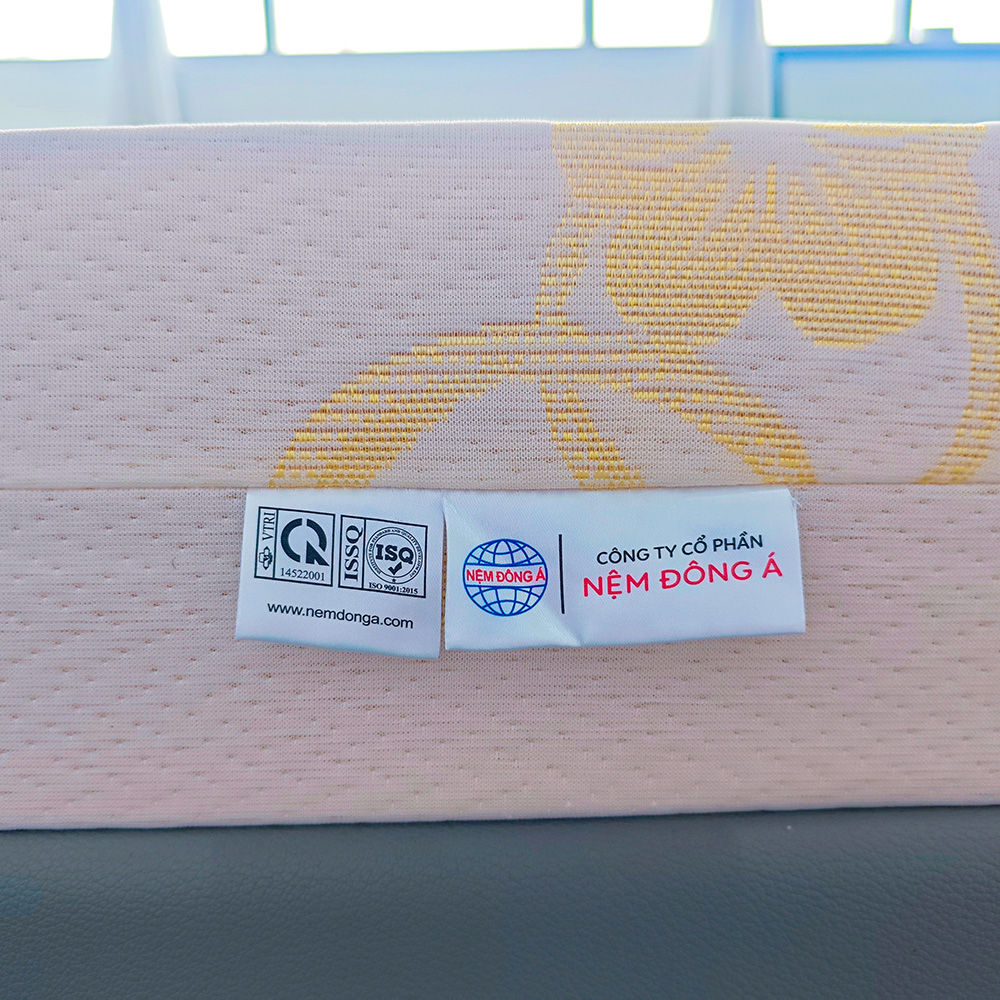 VTRI
14522001
ISSQ
ISQ
ISO 9001:2015
www.nemdonga.com
NỆM ĐÔNG Á
CÔNG TY CỔ PHẦN
NỆM ĐÔNG Á